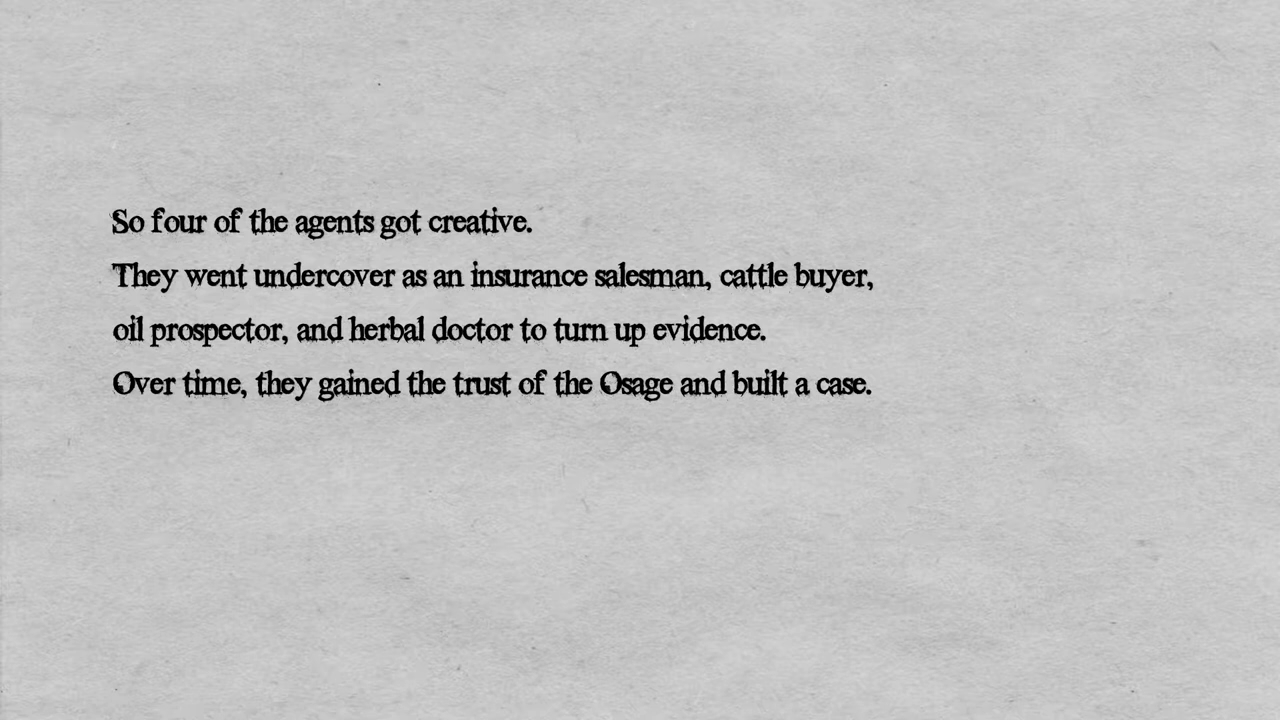 So four of the agents got creative.
They went undercover as an insurance salesman, cattle buyer,
oil prospector, and herbal doctor to turn up evidence.
Over time, they gained the trust of the Osage and built a case.